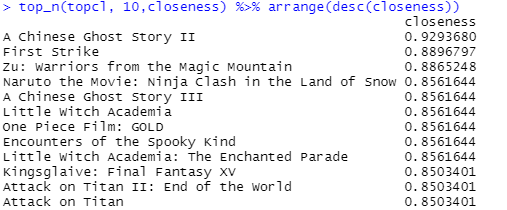 > top_n(topcl, 10,closeness) %>% arrange(desc(closeness))
closeness
A Chinese Ghost Story II 0.9293680
First Strike 0.8896797
Zu: Warriors from the Magic Mountain 0.8865248
Naruto the Movie: Ninja Clash in the Land of Snow 0.8561644
A Chinese Ghost Story III 0.8561644
Little Witch Academia 0.8561644
One Piece Film: GOLD 0.8561644
Encounters of the Spooky Kind 0.8561644
Little Witch Academia: The Enchanted Parade 0.8561644
Kingsglaive: Final Fantasy XV 0.8503401
Attack on Titan II: End of the World 0.8503401
Attack on Titan 0.8503401